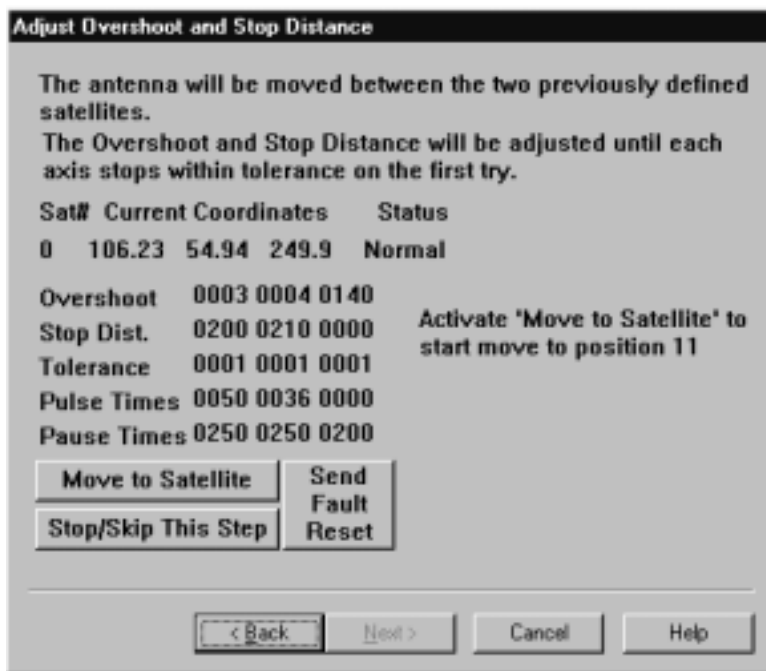 Adjust Overshoot and Stop Distance
The antenna will be moved between the two previously defined
satellites.
The Overshoot and Stop Distance will be adjusted until each
axis stops within tolerance on the first try.
Sat# Current Coordinates Status
0 106.23 54.94 249.9 Normal
Overshoot 0003 0004 0140
Stop Dist. 0200 0210 0000
Tolerance 0001 0001 0001
Pulse Times 0050 0036 0000
Pause Times 0250 0250 0200
Activate 'Move to Satellite' to
start move to position 11
Move to Satellite
Stop/Skip This Step
Send
Fault
Reset
< Back
Next >
Cancel
Help